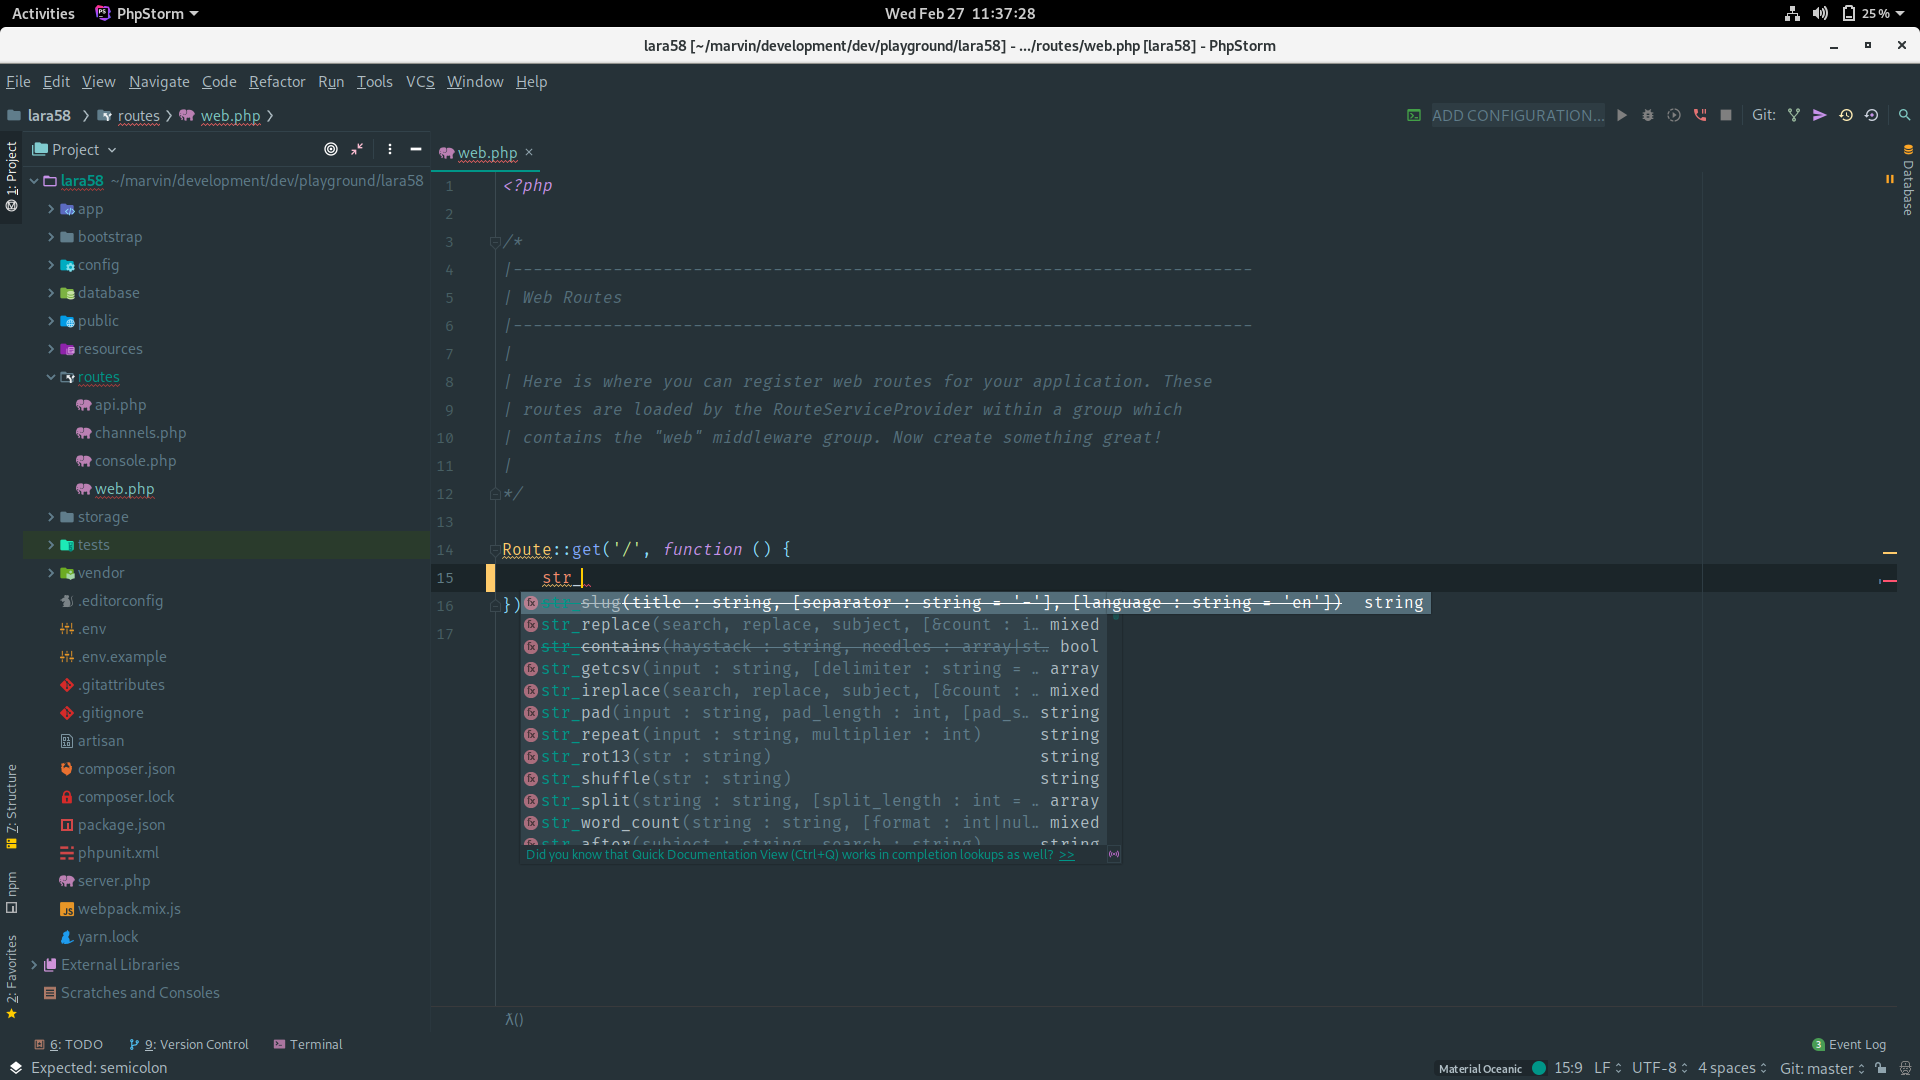 Activities PhpStorm Wed Feb 27 11:37:28 25 %
lara58 [~/marvin/development/dev/playground/lara58] - .../routes/web.php [lara58] - PhpStorm
File Edit View Navigate Code Refactor Run Tools VCS Window Help
lara58 routes web.php ADD CONFIGURATION... Git:
1: Project
7: Structure
npm
2: Favorites
Project
lara58 ~/marvin/development/dev/playground/lara58
app
bootstrap
config
database
public
resources
routes
api.php
channels.php
console.php
web.php
storage
tests
vendor
.editorconfig
.env
.env.example
.gitattributes
.gitignore
artisan
composer.json
composer.lock
package.json
phpunit.xml
server.php
webpack.mix.js
yarn.lock
External Libraries
Scratches and Consoles
web.php ×
1 <?php
2
3 /*
4 |--------------------------------------------------------------------------
5 | Web Routes
6 |--------------------------------------------------------------------------
7 |
8 | Here is where you can register web routes for your application. These
9 | routes are loaded by the RouteServiceProvider within a group which
10 | contains the "web" middleware group. Now create something great!
11 |
12 */
13
14 Route::get('/', function () {
15 str_
16 })
17
str_slug(title : string, [separator : string = '-'], [language : string = 'en']) string
str_replace(search, replace, subject, [&count : i… mixed
str_contains(haystack : string, needles : array|st… bool
str_getcsv(input : string, [delimiter : string = … array
str_ireplace(search, replace, subject, [&count : … mixed
str_pad(input : string, pad_length : int, [pad_s… string
str_repeat(input : string, multiplier : int) string
str_rot13(str : string) string
str_shuffle(str : string) string
str_split(string : string, [split_length : int = … array
str_word_count(string : string, [format : int|nul… mixed
str_after(subject : string, search : string) string
Did you know that Quick Documentation View (Ctrl+Q) works in completion lookups as well? >>
λ()
Database
6: TODO 9: Version Control Terminal 3 Event Log
Expected: semicolon Material Oceanic 15:9 LF UTF-8 4 spaces Git: master